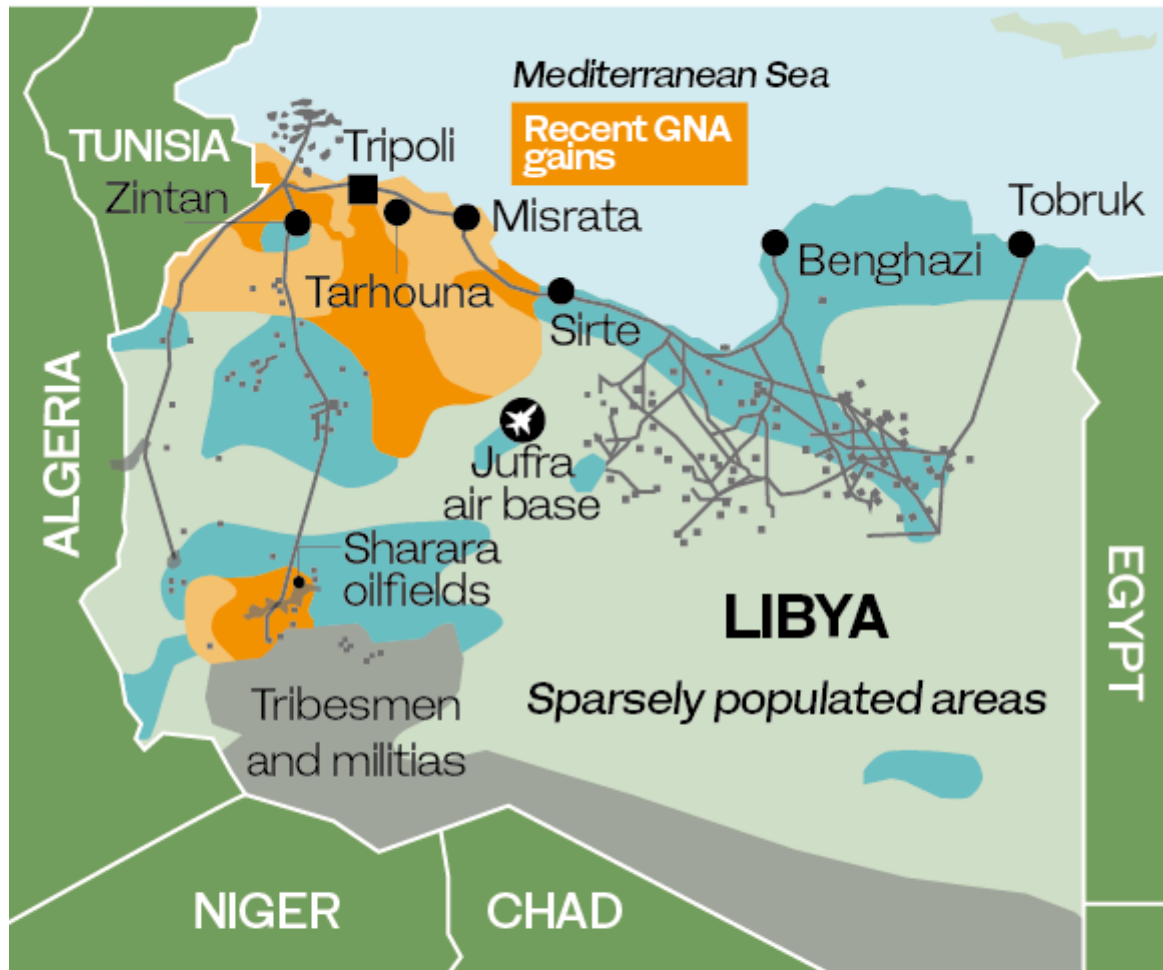 Mediterranean Sea
Recent GNA
gains
TUNISIA
Tripoli
Zintan
Misrata
Tobruk
Benghazi
Tarhouna
Sirte
ALGERIA
Jufra
air base
Sharara
oilfields
LIBYA
EGYPT
Sparsely populated areas
Tribesmen
and militias
NIGER
CHAD